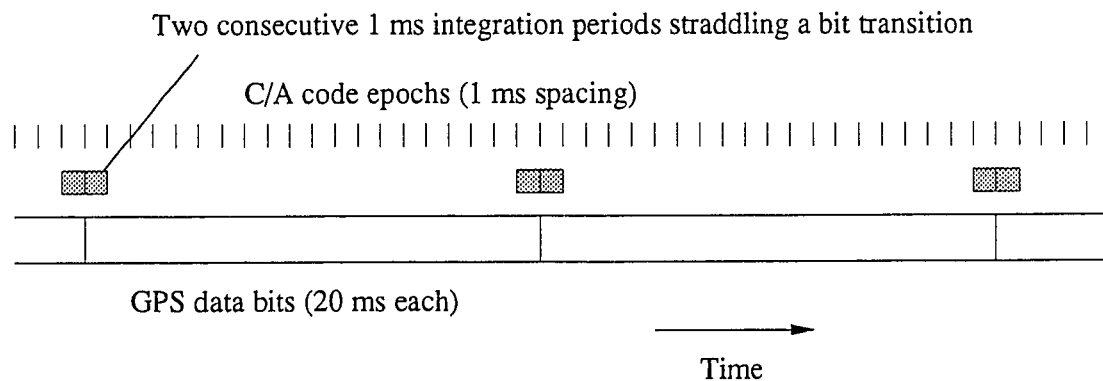 Two consecutive 1 ms integration periods straddling a bit transition
C/A code epochs (1 ms spacing)
GPS data bits (20 ms each)
Time